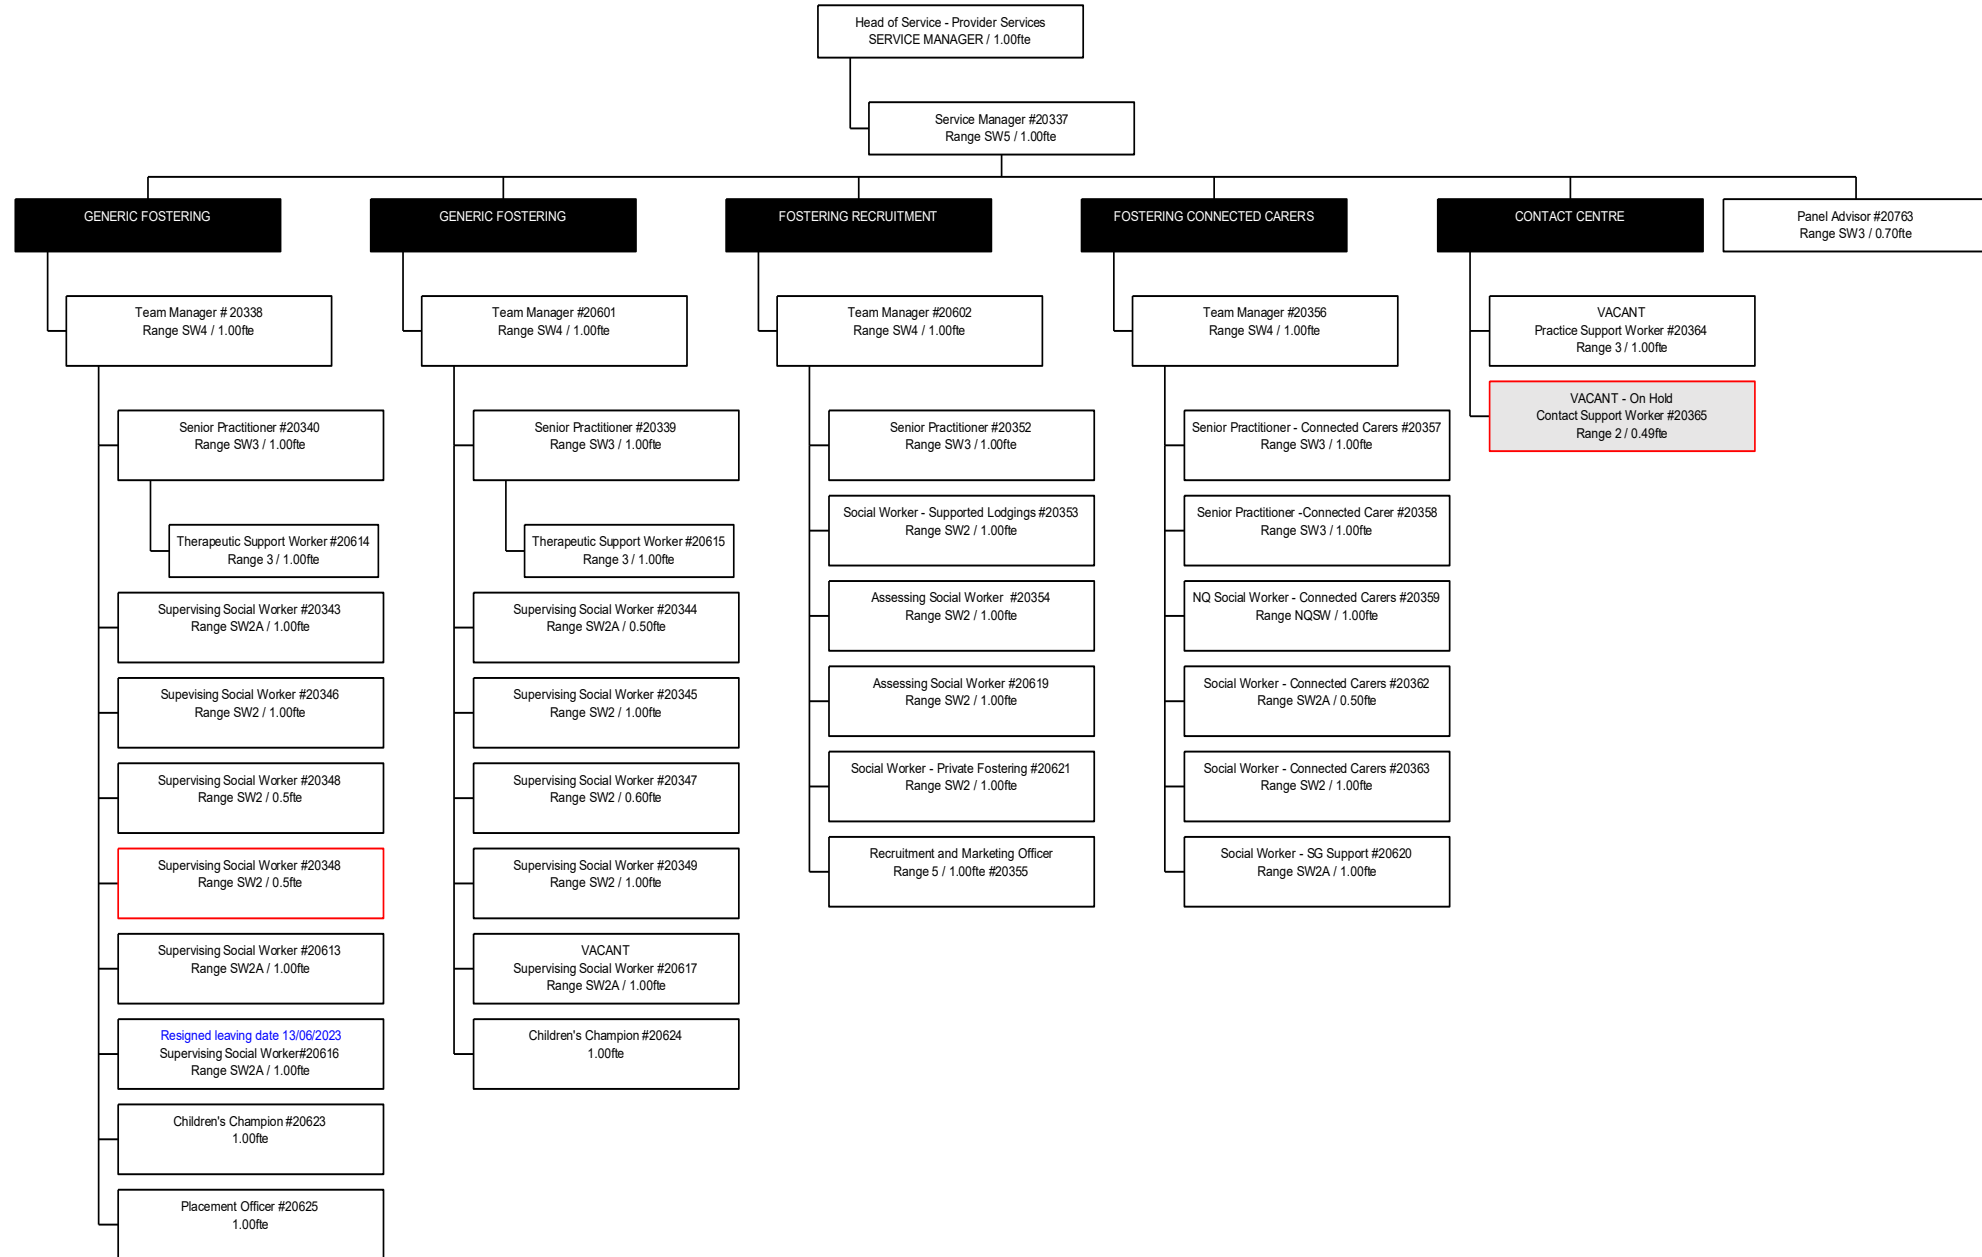 Head of Service - Provider Services
SERVICE MANAGER / 1.00fte
Service Manager #20337
Range SW5 / 1.00fte
GENERIC FOSTERING
Team Manager # 20338
Range SW4 / 1.00fte
Senior Practitioner #20340
Range SW3 / 1.00fte
Therapeutic Support Worker #20614
Range 3 / 1.00fte
Supervising Social Worker #20343
Range SW2A / 1.00fte
Supevising Social Worker #20346
Range SW2 / 1.00fte
Supervising Social Worker #20348
Range SW2 / 0.5fte
Supervising Social Worker #20348
Range SW2 / 0.5fte
Supervising Social Worker #20613
Range SW2A / 1.00fte
Resigned leaving date 13/06/2023
Supervising Social Worker#20616
Range SW2A / 1.00fte
Children's Champion #20623
1.00fte
Placement Officer #20625
1.00fte
GENERIC FOSTERING
Team Manager #20601
Range SW4 / 1.00fte
Senior Practitioner #20339
Range SW3 / 1.00fte
Therapeutic Support Worker #20615
Range 3 / 1.00fte
Supervising Social Worker #20344
Range SW2A / 0.50fte
Supervising Social Worker #20345
Range SW2 / 1.00fte
Supervising Social Worker #20347
Range SW2 / 0.60fte
Supervising Social Worker #20349
Range SW2 / 1.00fte
VACANT
Supervising Social Worker #20617
Range SW2A / 1.00fte
Children's Champion #20624
1.00fte
FOSTERING RECRUITMENT
Team Manager #20602
Range SW4 / 1.00fte
Senior Practitioner #20352
Range SW3 / 1.00fte
Social Worker - Supported Lodgings #20353
Range SW2 / 1.00fte
Assessing Social Worker  #20354
Range SW2 / 1.00fte
Assessing Social Worker #20619
Range SW2 / 1.00fte
Social Worker - Private Fostering #20621
Range SW2 / 1.00fte
Recruitment and Marketing Officer
Range 5 / 1.00fte #20355
FOSTERING CONNECTED CARERS
Team Manager #20356
Range SW4 / 1.00fte
Senior Practitioner - Connected Carers #20357
Range SW3 / 1.00fte
Senior Practitioner -Connected Carer #20358
Range SW3 / 1.00fte
NQ Social Worker - Connected Carers #20359
Range NQSW / 1.00fte
Social Worker - Connected Carers #20362
Range SW2A / 0.50fte
Social Worker - Connected Carers #20363
Range SW2 / 1.00fte
Social Worker - SG Support #20620
Range SW2A / 1.00fte
CONTACT CENTRE
VACANT
Practice Support Worker #20364
Range 3 / 1.00fte
VACANT - On Hold
Contact Support Worker #20365
Range 2 / 0.49fte
Panel Advisor #20763
Range SW3 / 0.70fte